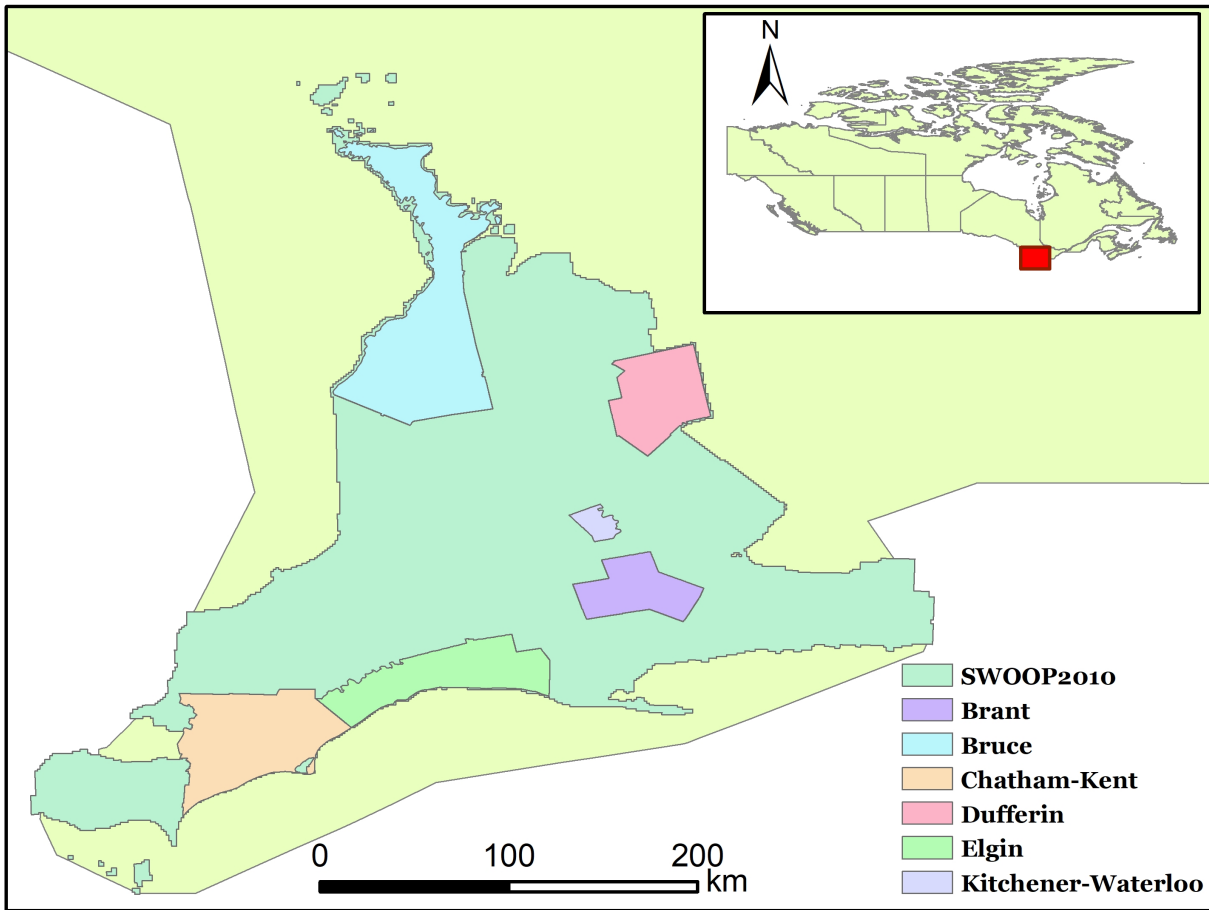 N
SWOOP2010
Brant
Bruce
Chatham-Kent
Dufferin
Elgin
Kitchener-Waterloo
0 100 200
km